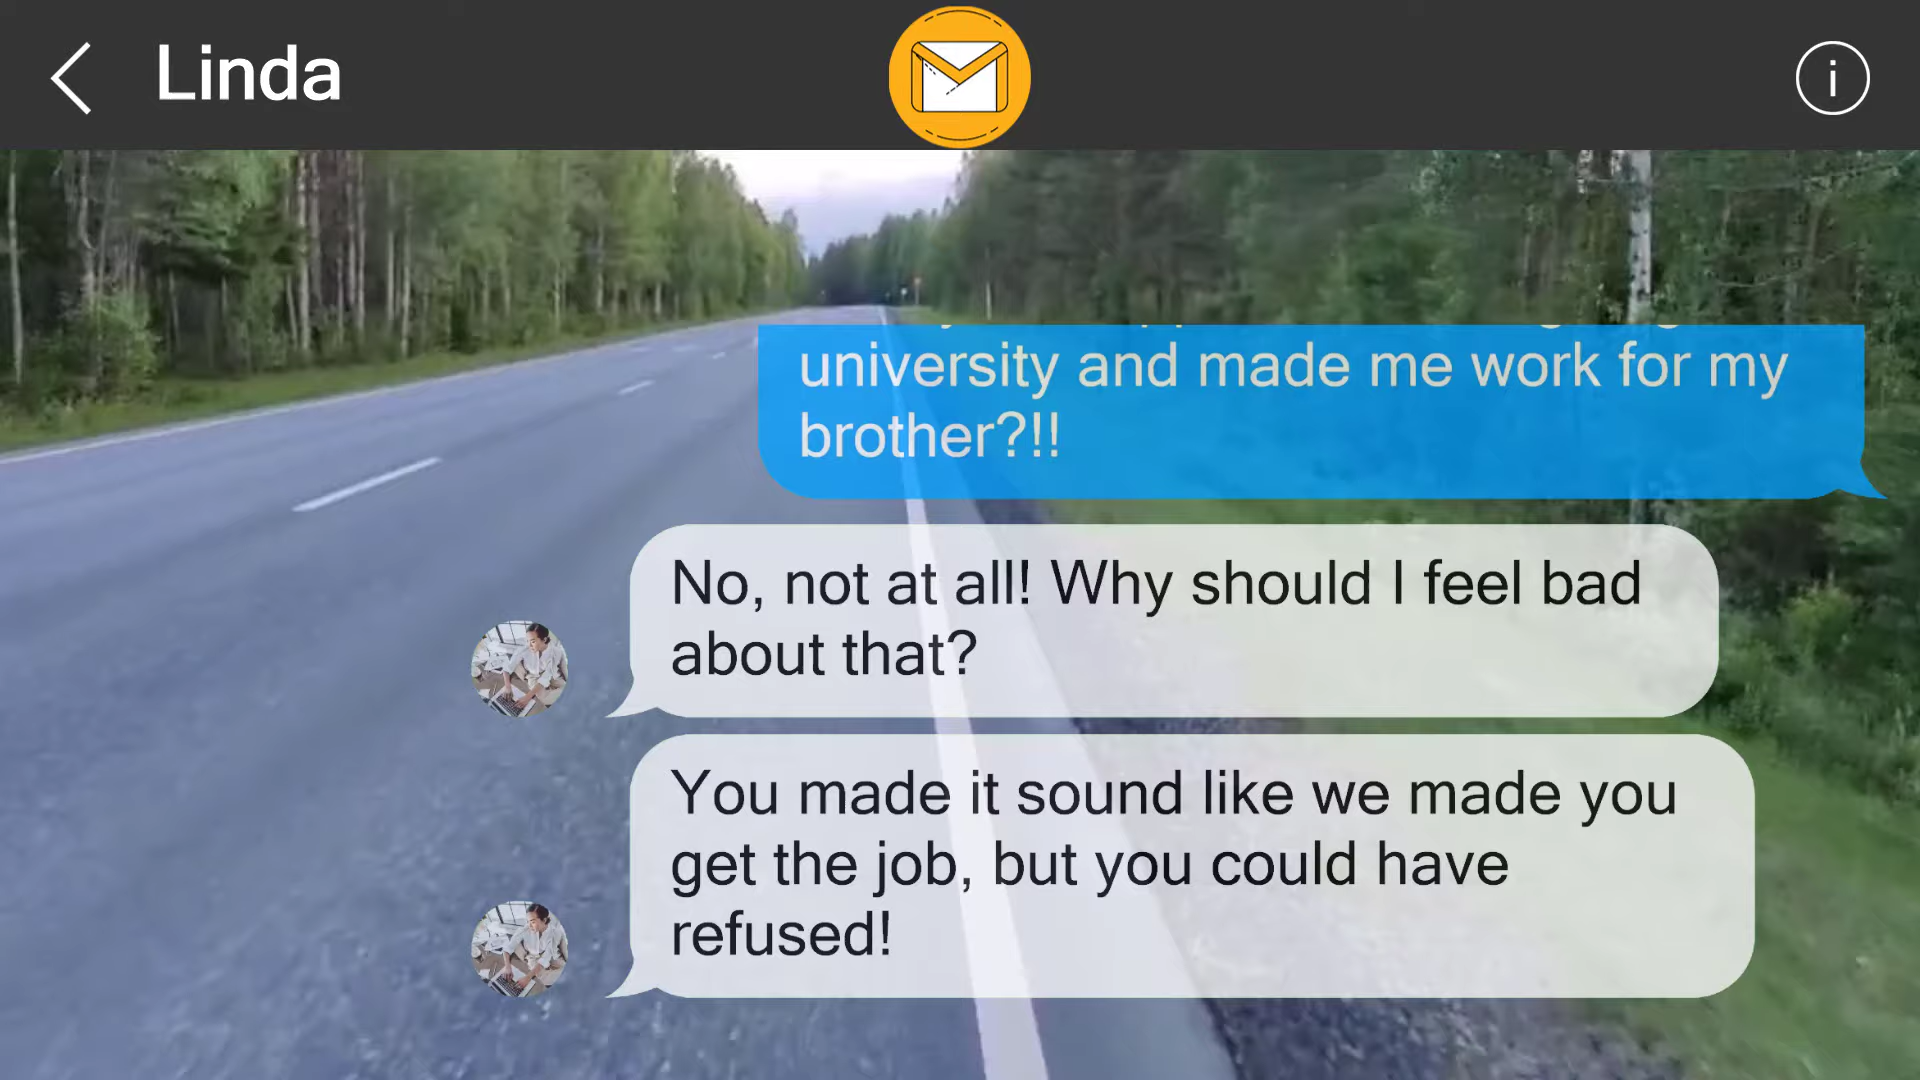 Linda
university and made me work for my
brother?!!
No, not at all! Why should I feel bad
about that?
You made it sound like we made you
get the job, but you could have
refused!